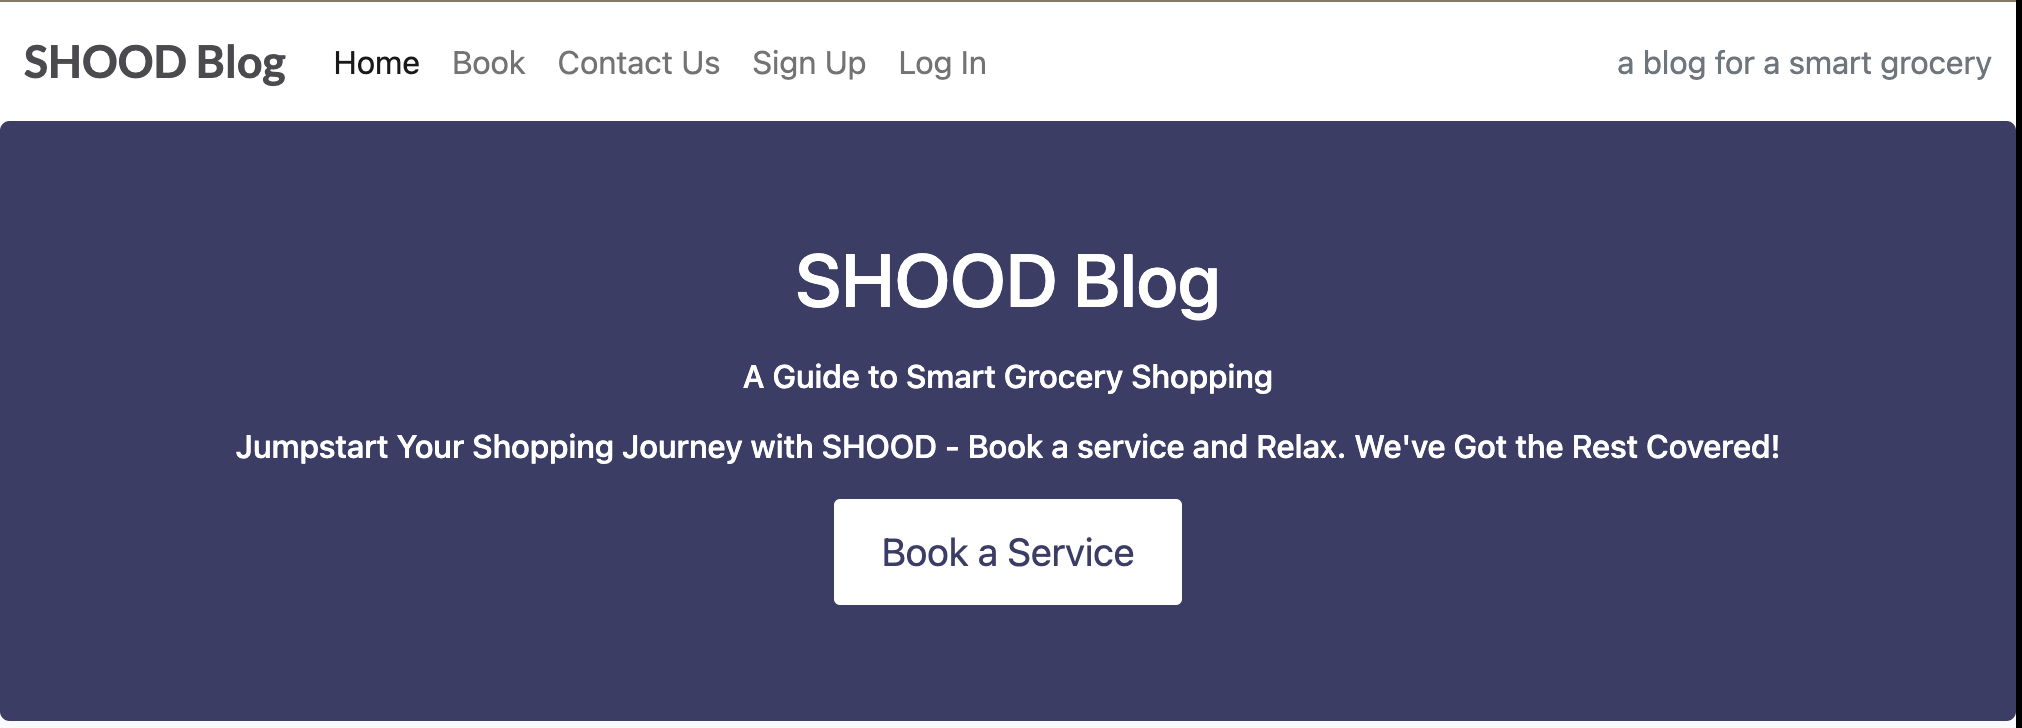 SHOOD Blog Home Book Contact Us Sign Up Log In a blog for a smart grocery
SHOOD Blog
A Guide to Smart Grocery Shopping
Jumpstart Your Shopping Journey with SHOOD - Book a service and Relax. We've Got the Rest Covered!
Book a Service